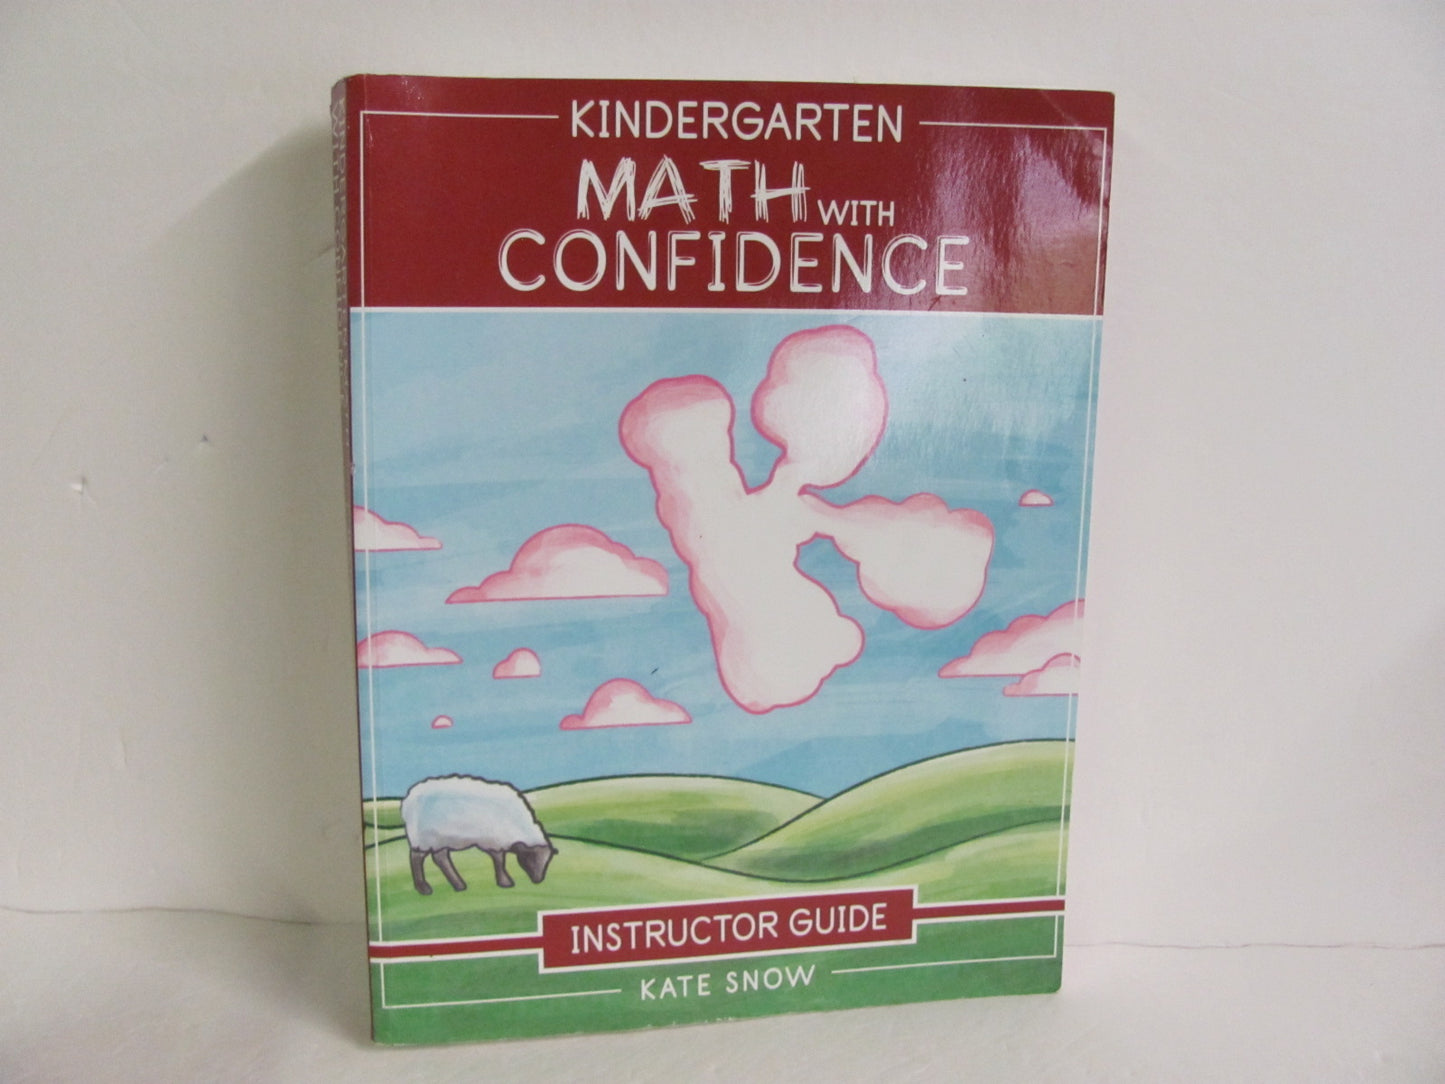 KINDERGARTEN
MATH WITH
CONFIDENCE
K
INSTRUCTOR GUIDE
KATE SNOW